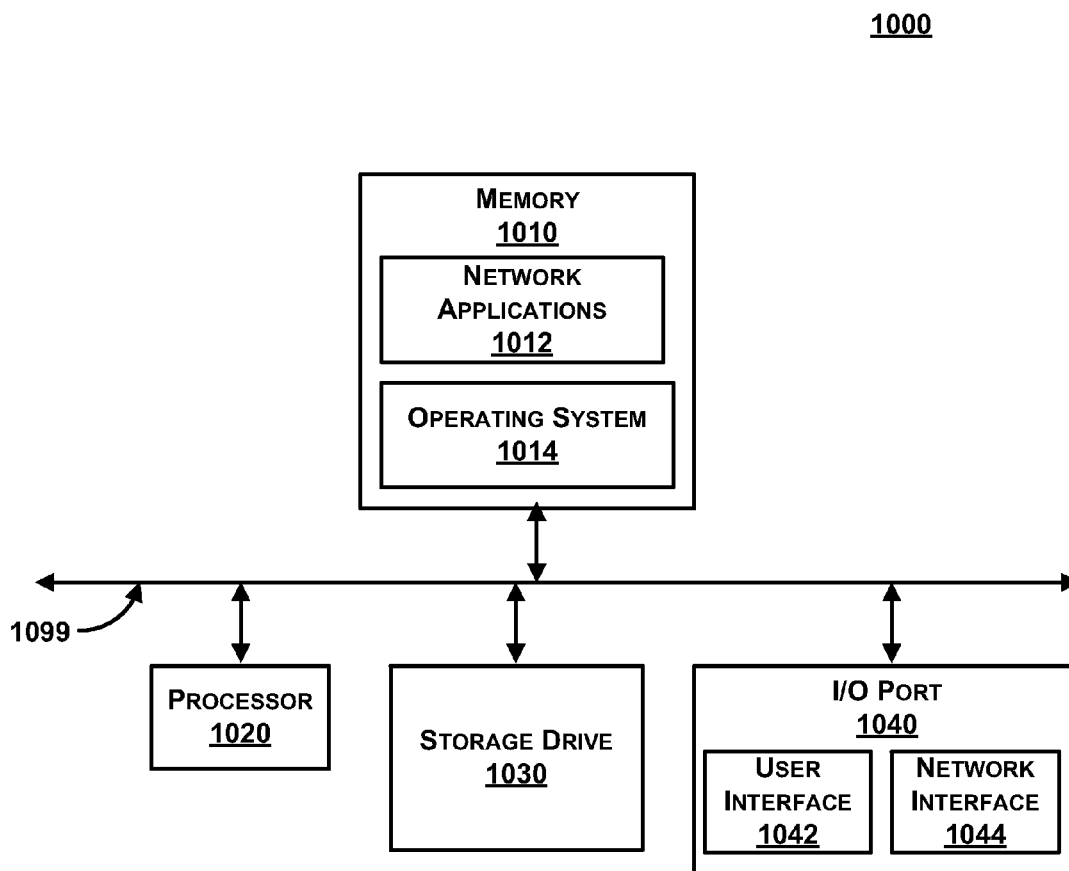 1000
MEMORY
1010
NETWORK
APPLICATIONS
1012
OPERATING SYSTEM
1014
1099
PROCESSOR
1020
STORAGE DRIVE
1030
I/O PORT
1040
USER
INTERFACE
1042
NETWORK
INTERFACE
1044